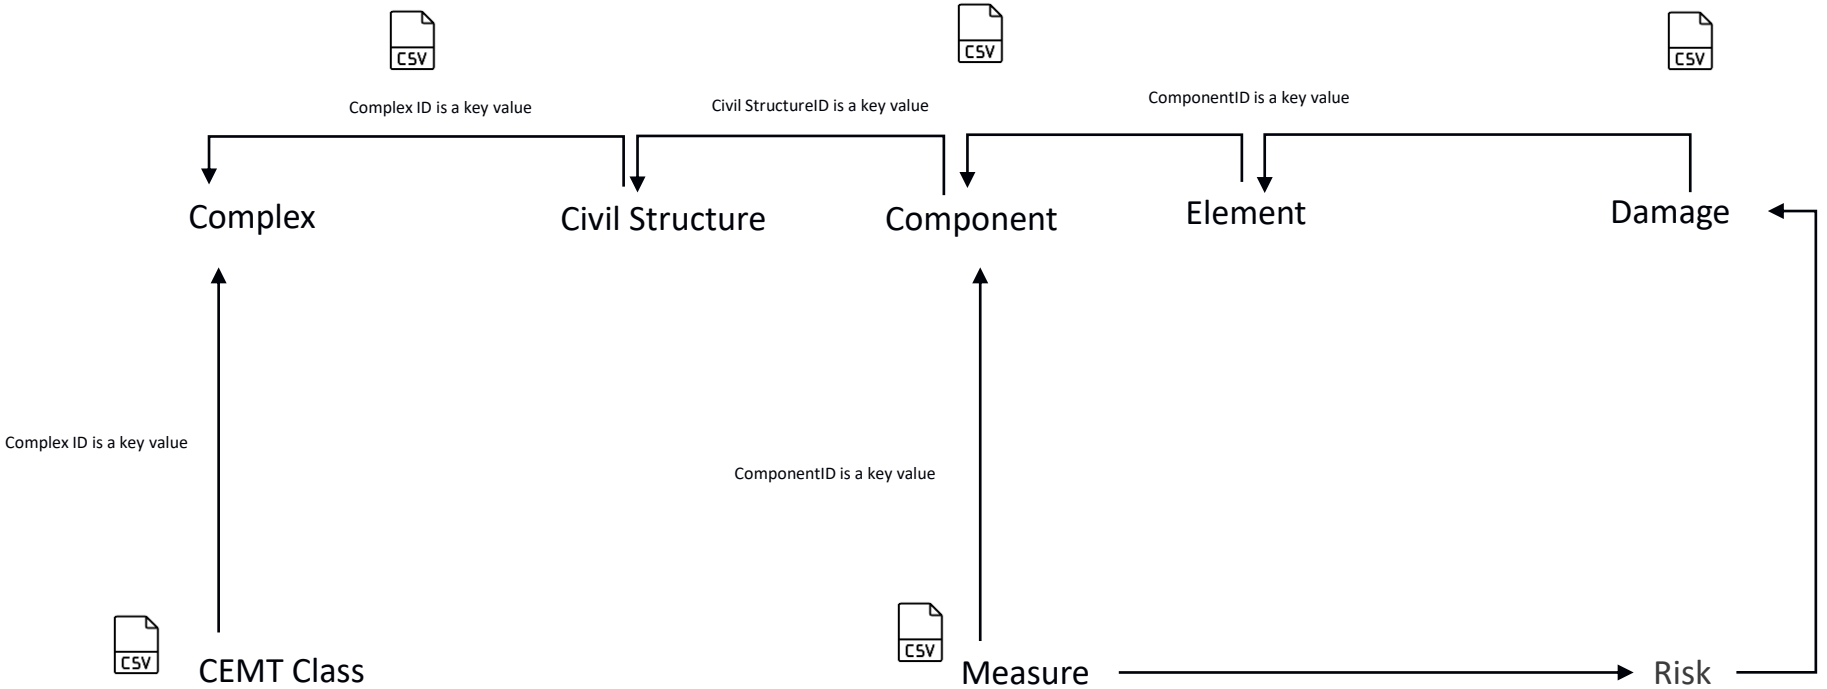 CSV
CSV
CSV
Complex ID is a key value
Civil StructureID is a key value
ComponentID is a key value
Complex
Civil Structure
Component
Element
Damage
Complex ID is a key value
ComponentID is a key value
CSV
CEMT Class
CSV
Measure
Risk